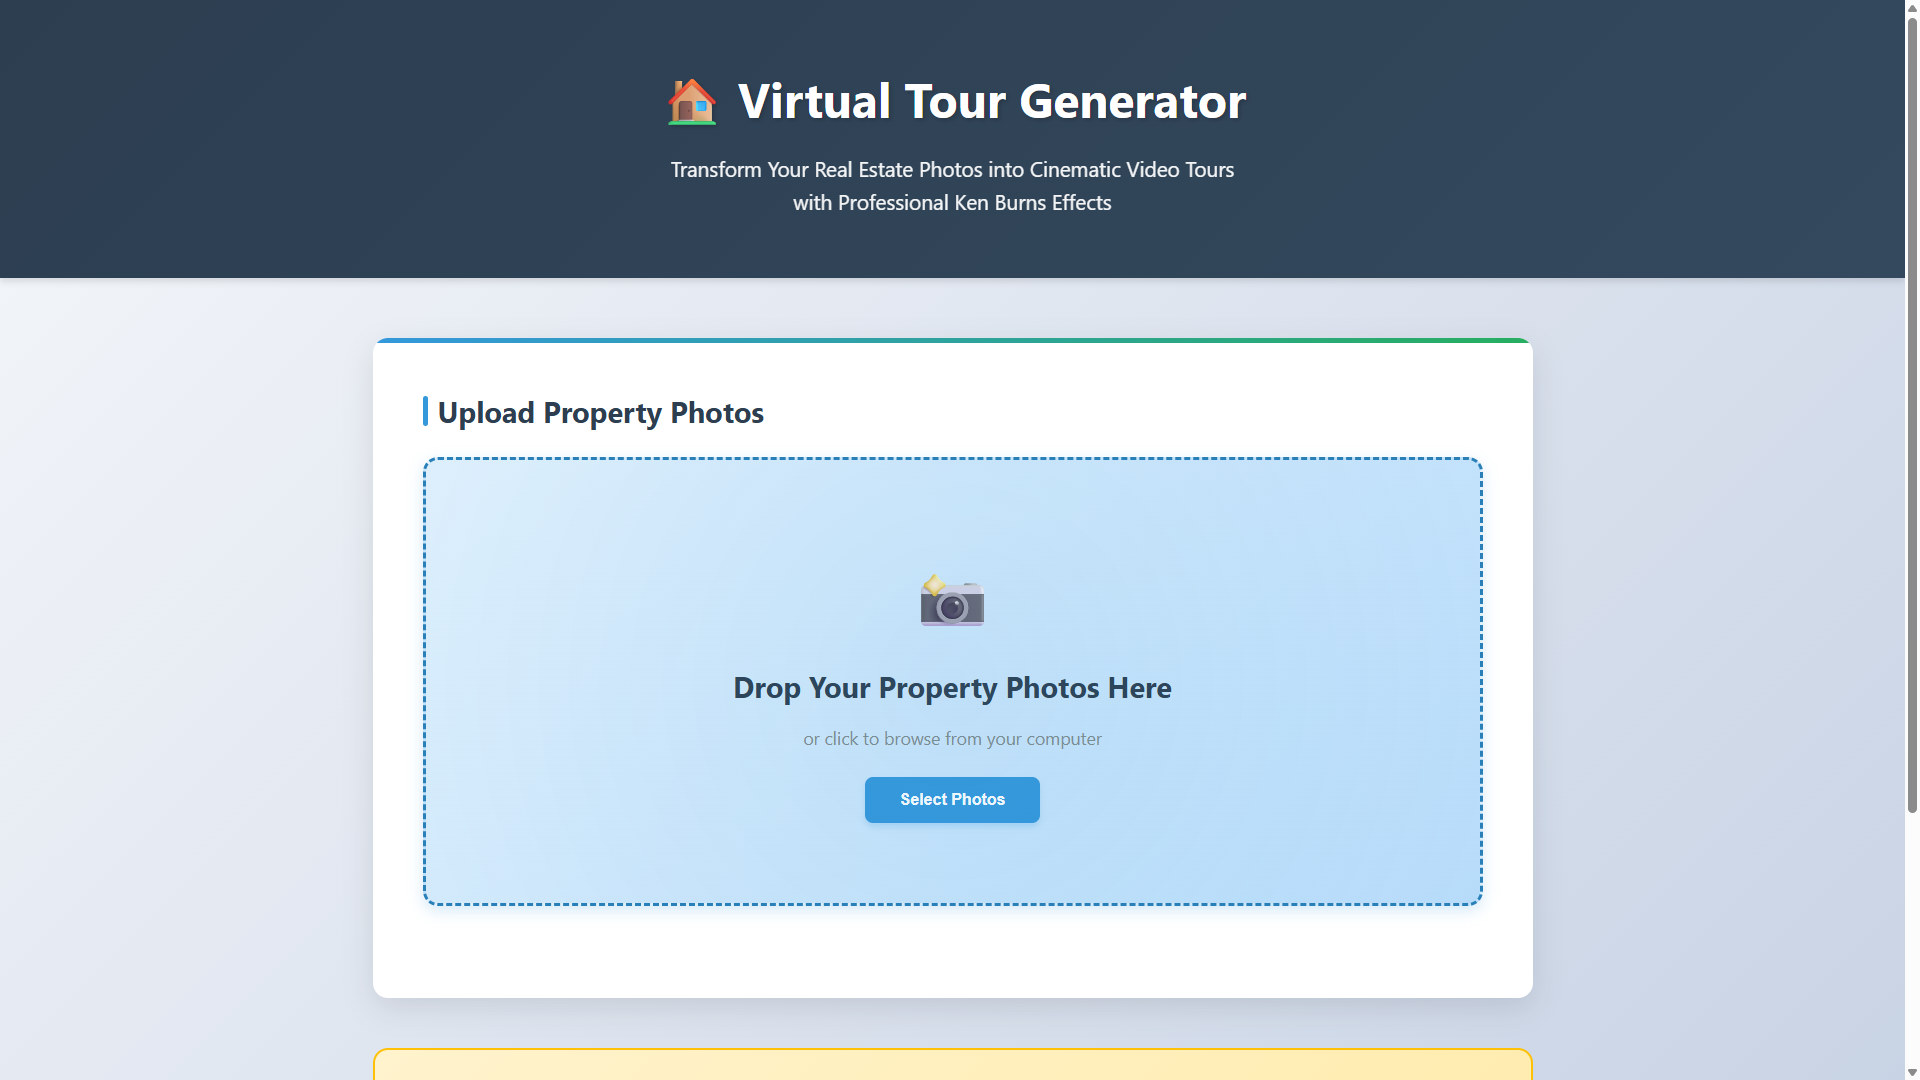 Virtual Tour Generator
Transform Your Real Estate Photos into Cinematic Video Tours
with Professional Ken Burns Effects
Upload Property Photos
Drop Your Property Photos Here
or click to browse from your computer
Select Photos